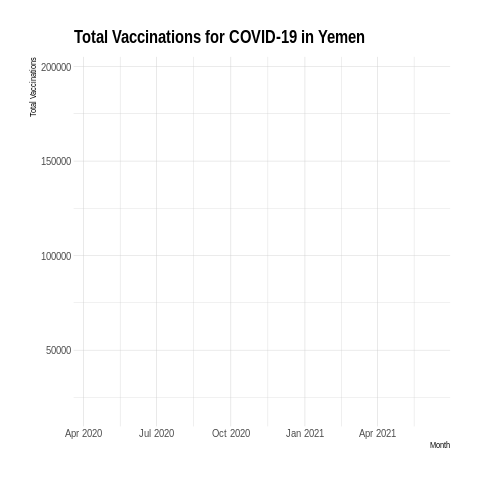 Total Vaccinations for COVID-19 in Yemen
Total Vaccinations
200000
150000
100000
50000
Apr 2020 Jul 2020 Oct 2020 Jan 2021 Apr 2021
Month